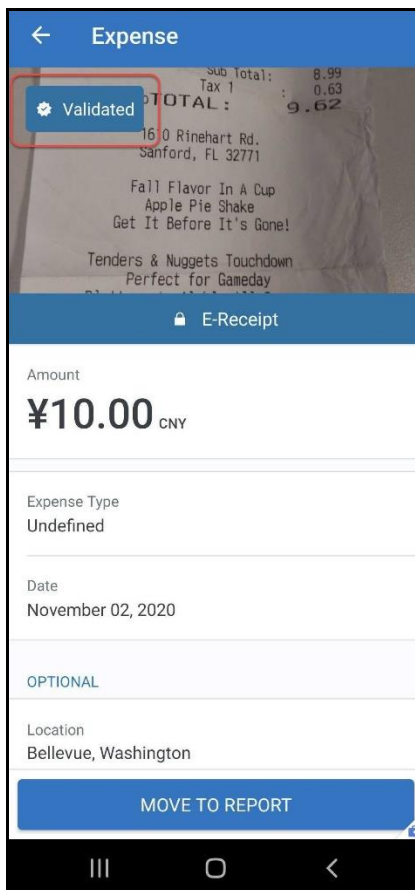 Expense
Sub Total: 8.99
Tax 1 : 0.63
Validated
TOTAL: 9.62
Rinehart Rd.
Sanford, FL 32771
Fall Flavor In A Cup
Apple Pie Shake
Get It Before It's Gone!
Tenders & Nuggets Touchdown
Perfect for Gameday
E-Receipt
Amount
¥10.00 CNY
Expense Type
Undefined
Date
November 02, 2020
OPTIONAL
Location
Bellevue, Washington
MOVE TO REPORT